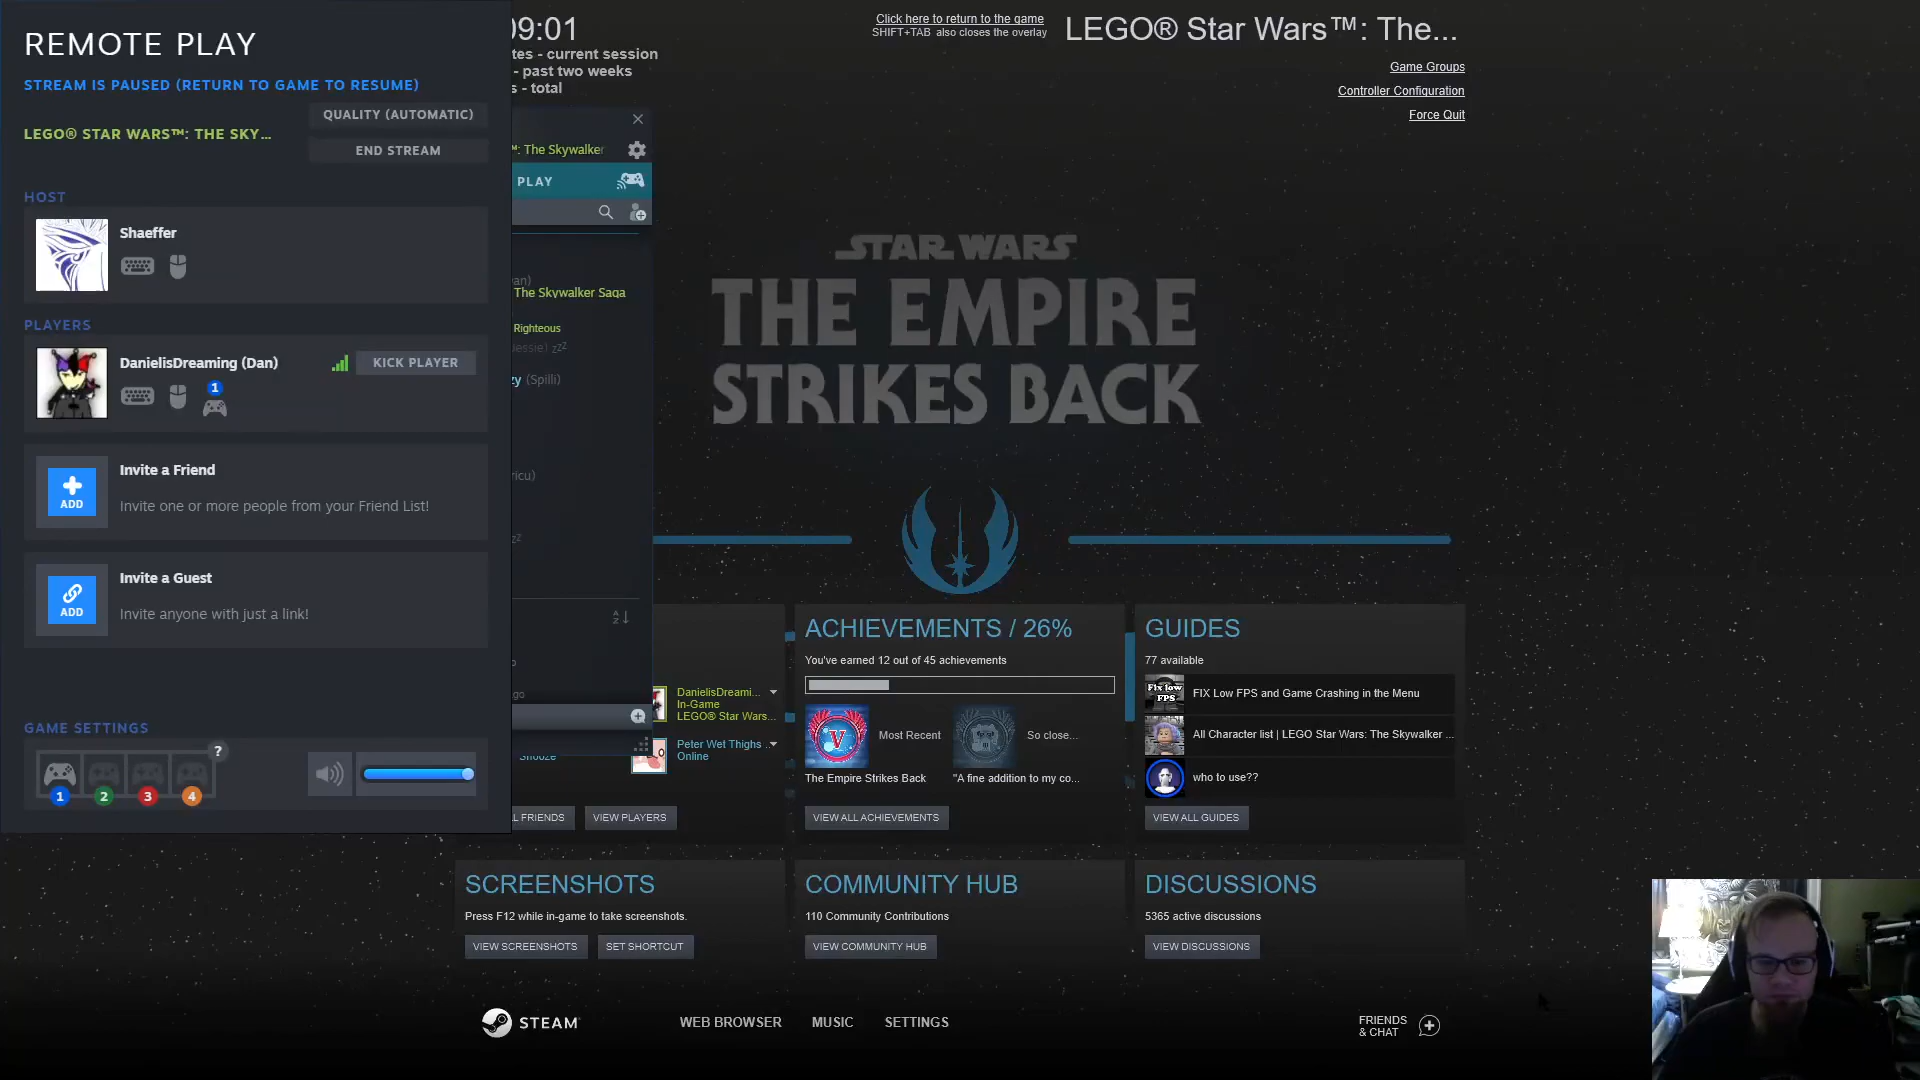 REMOTE PLAY
STREAM IS PAUSED (RETURN TO GAME TO RESUME)
QUALITY (AUTOMATIC)
LEGO® STAR WARS™: THE SKY...
END STREAM
HOST
Shaeffer
PLAYERS
DanielisDreaming (Dan)
KICK PLAYER
1
ADD
Invite a Friend
Invite one or more people from your Friend List!
ADD
Invite a Guest
Invite anyone with just a link!
GAME SETTINGS
?
1 2 3 4
09:01
- current session
- past two weeks
- total
Click here to return to the game
SHIFT+TAB also closes the overlay
LEGO® Star Wars™: The...
Game Groups
Controller Configuration
Force Quit
: The Skywalker
PLAY
The Skywalker Saga
Righteous
Jessie) zzz
(Spilli)
STAR WARS
THE EMPIRE
STRIKES BACK
DanielisDreami...
In-Game
LEGO® Star Wars...
Peter Wet Thighs ...
Online
FRIENDS
VIEW PLAYERS
ACHIEVEMENTS / 26%
You've earned 12 out of 45 achievements
V
Most Recent
The Empire Strikes Back
So close...
"A fine addition to my co...
VIEW ALL ACHIEVEMENTS
GUIDES
77 available
Fix low
FPS
FIX Low FPS and Game Crashing in the Menu
All Character list | LEGO Star Wars: The Skywalker ...
who to use??
VIEW ALL GUIDES
SCREENSHOTS
Press F12 while in-game to take screenshots.
VIEW SCREENSHOTS
SET SHORTCUT
COMMUNITY HUB
110 Community Contributions
VIEW COMMUNITY HUB
DISCUSSIONS
5365 active discussions
VIEW DISCUSSIONS
STEAM
WEB BROWSER
MUSIC
SETTINGS
FRIENDS
& CHAT